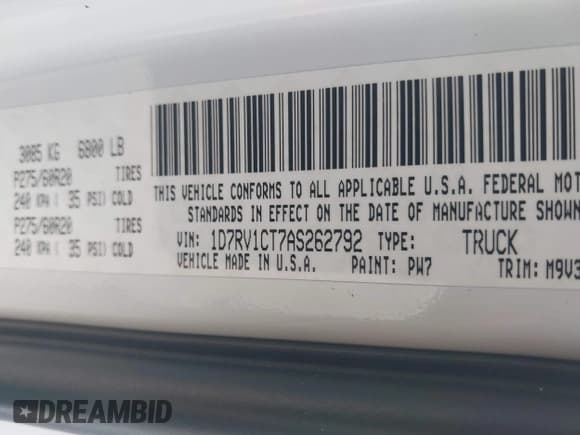 3085 KG 6800 LB
P275/60R20 TIRES
240 KPA ( 35 PSI) COLD
P275/60R20 TIRES
240 KPA ( 35 PSI) COLD
THIS VEHICLE CONFORMS TO ALL APPLICABLE U.S.A. FEDERAL MOT
STANDARDS IN EFFECT ON THE DATE OF MANUFACTURE SHOWN
VIN: 1D7RV1CT7AS262792 TYPE: TRUCK
VEHICLE MADE IN U.S.A. PAINT: PW7 TRIM: M9V3
DREAMBID